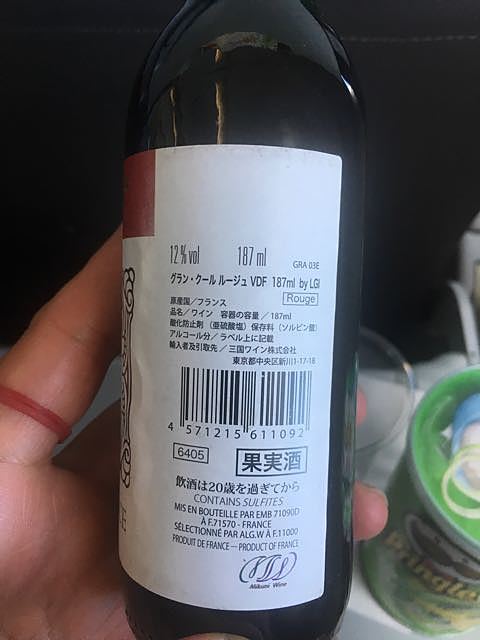 12% vol 187 ml
GRA 03E
グラン・クール ルージュ VDF 187ml by LGI
Rouge
原産国/フランス
品名/ワイン 容器の容量/187ml
酸化防止剤(亜硫酸塩)保存料(ソルビン酸)
アルコール分/ラベル上に記載
輸入者及引取先/三国ワイン株式会社
東京都中央区新川1-17-18
4 571215 611092
6405
果実酒
飲酒は20歳を過ぎてから
CONTAINS SULFITES
MIS EN BOUTEILLE PAR EMB 71090D
À F.71570 - FRANCE
SÉLECTIONNÉ PAR ALG.W À F.11000
PRODUIT DE FRANCE — PRODUCT OF FRANCE
Mikuni Wine